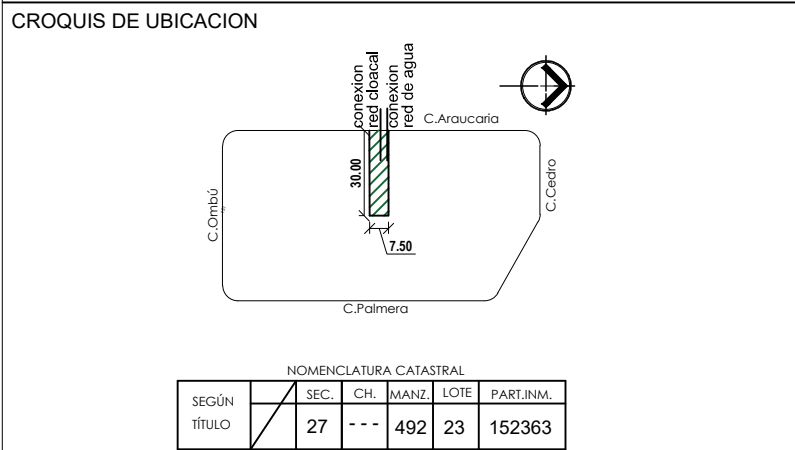 CROQUIS DE UBICACION
conexion
red cloacal
conexion
red de agua
C.Araucaria
30.00
C.Ombú
C.Cedro
7.50
C.Palmera
NOMENCLATURA CATASTRAL
SEGÚN TÍTULO SEC. CH. MANZ. LOTE PART.INM.
27 --- 492 23 152363